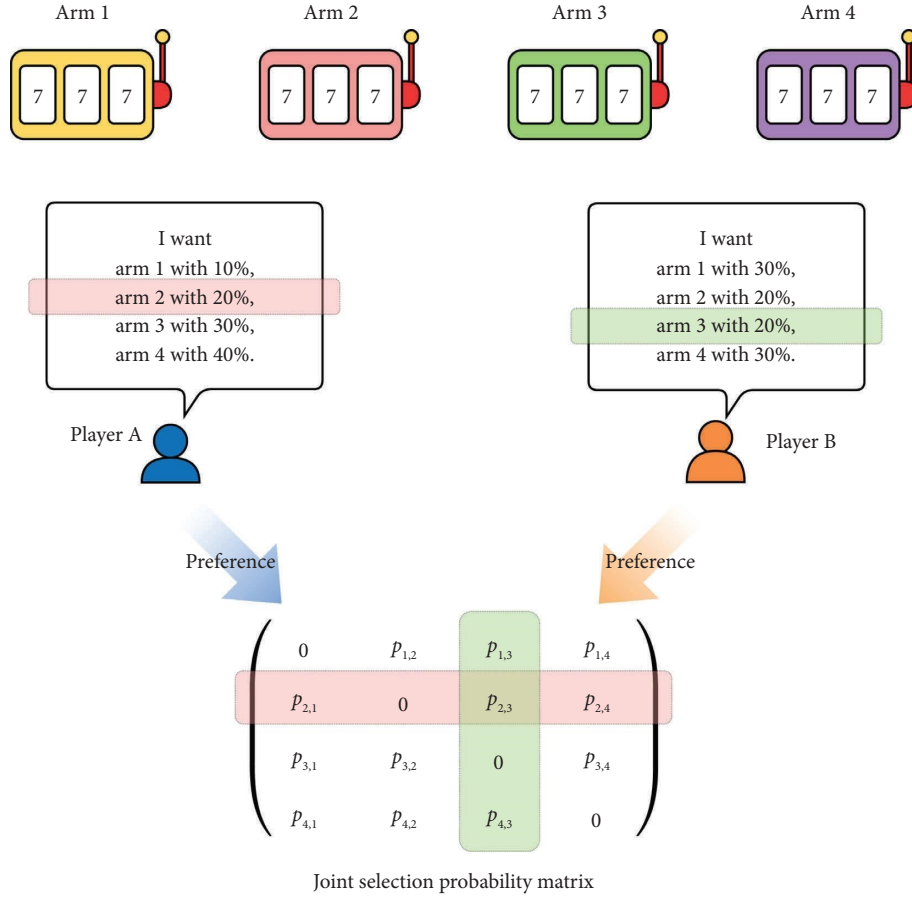 Arm 1 Arm 2 Arm 3 Arm 4
7 7 7 7 7 7 7 7 7 7 7 7
I want
arm 1 with 10%,
arm 2 with 20%,
arm 3 with 30%,
arm 4 with 40%.
I want
arm 1 with 30%,
arm 2 with 20%,
arm 3 with 20%,
arm 4 with 30%.
Player A
Player B
Preference
Preference
0 p1,2 p1,3 p1,4
p2,1 0 p2,3 p2,4
p3,1 p3,2 0 p3,4
p4,1 p4,2 p4,3 0
Joint selection probability matrix